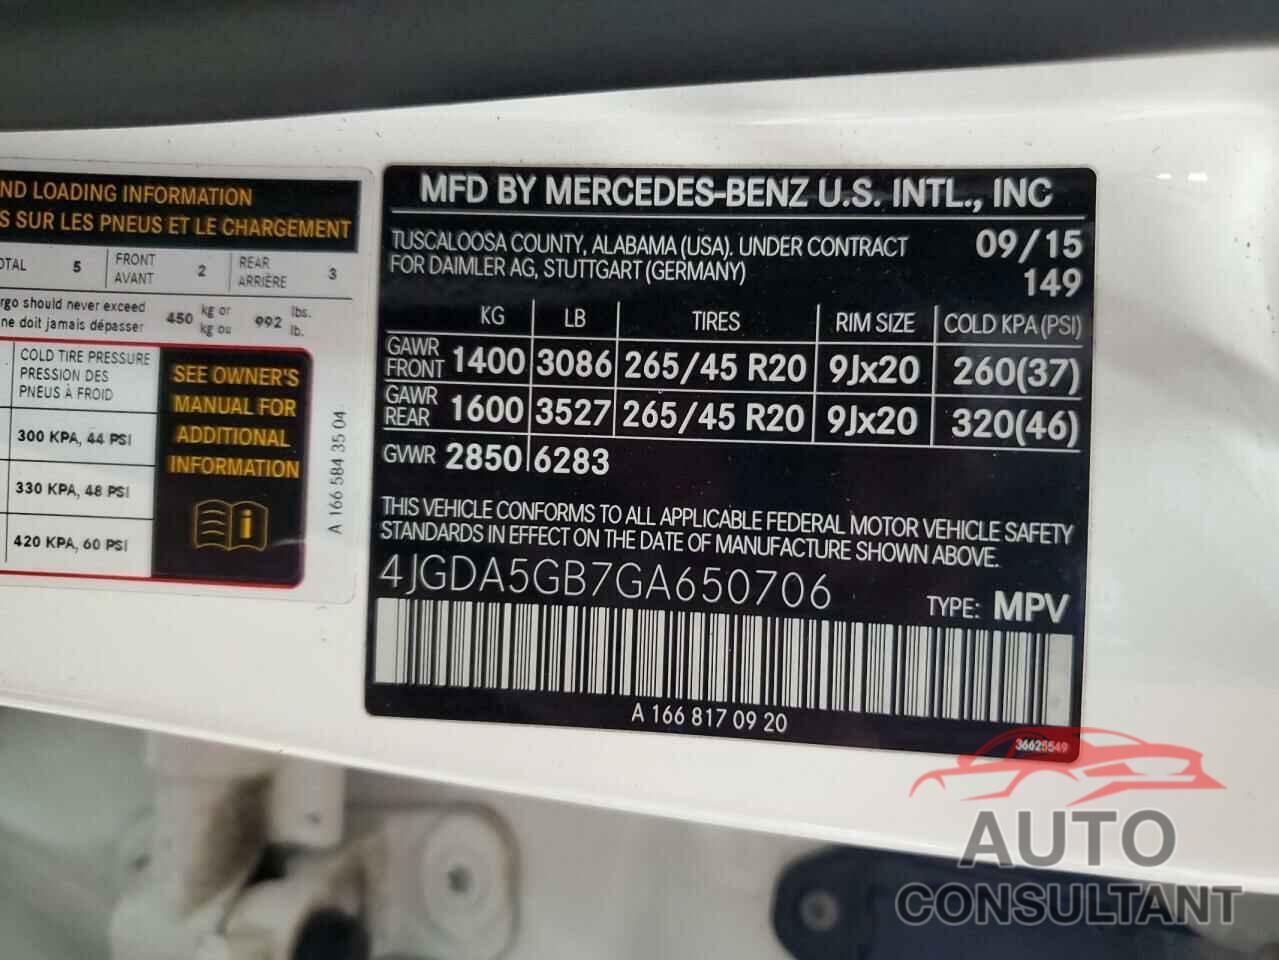 ND LOADING INFORMATION
S SUR LES PNEUS ET LE CHARGEMENT
OTAL 5 FRONT AVANT 2 REAR ARRIÈRE 3
rgo should never exceed
ne doit jamais dépasser 450 kg or kg ou 992 lbs. lb.
COLD TIRE PRESSURE
PRESSION DES
PNEUS À FROID
300 KPA, 44 PSI
330 KPA, 48 PSI
420 KPA, 60 PSI
SEE OWNER'S
MANUAL FOR
ADDITIONAL
INFORMATION
A 166 584 35 04
MFD BY MERCEDES-BENZ U.S. INTL., INC
TUSCALOOSA COUNTY, ALABAMA (USA). UNDER CONTRACT
FOR DAIMLER AG, STUTTGART (GERMANY)
09/15
149
KG LB TIRES RIM SIZE COLD KPA (PSI)
GAWR FRONT 1400 3086 265/45 R20 9Jx20 260(37)
GAWR REAR 1600 3527 265/45 R20 9Jx20 320(46)
GVWR 2850 6283
THIS VEHICLE CONFORMS TO ALL APPLICABLE FEDERAL MOTOR VEHICLE SAFETY
STANDARDS IN EFFECT ON THE DATE OF MANUFACTURE SHOWN ABOVE.
4JGDA5GB7GA650706
TYPE: MPV
A 166 817 09 20
36625549
AUTO
CONSULTANT